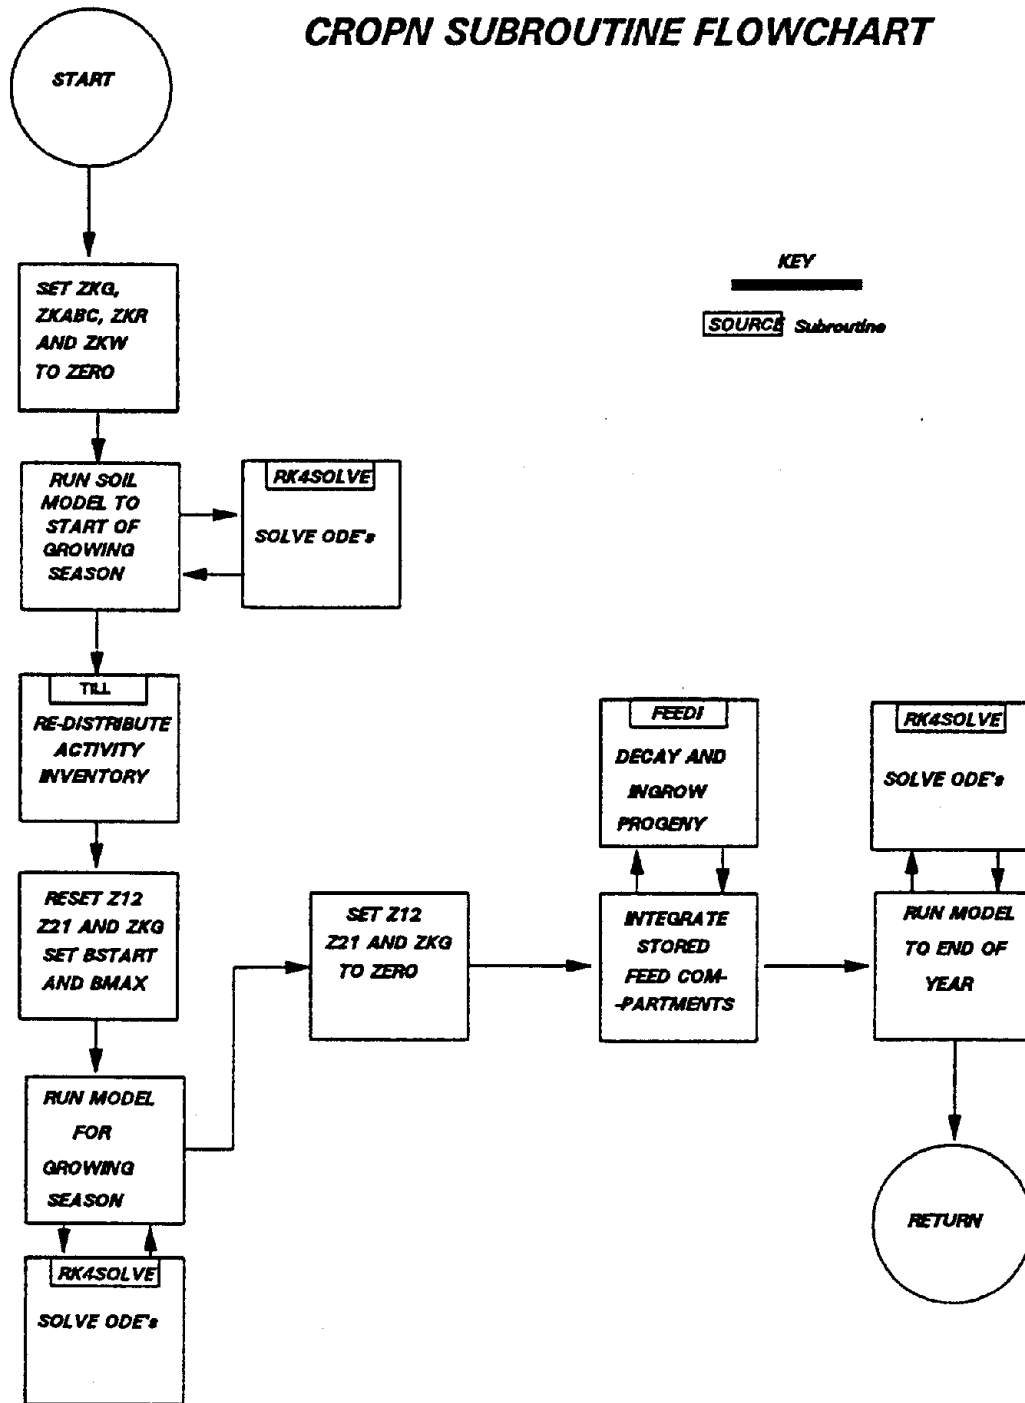 CROPN SUBROUTINE FLOWCHART
START
KEY
SOURCE Subroutine
SET ZKG,
ZKABC, ZKR
AND ZKW
TO ZERO
RUN SOIL
MODEL TO
START OF
GROWING
SEASON
RK4SOLVE
SOLVE ODE's
TILL
RE-DISTRIBUTE
ACTIVITY
INVENTORY
RESET Z12
Z21 AND ZKG
SET BSTART
AND BMAX
RUN MODEL
FOR
GROWING
SEASON
RK4SOLVE
SOLVE ODE's
SET Z12
Z21 AND ZKG
TO ZERO
FEEDI
DECAY AND
INGROW
PROGENY
INTEGRATE
STORED
FEED COM-
-PARTMENTS
RK4SOLVE
SOLVE ODE's
RUN MODEL
TO END OF
YEAR
RETURN